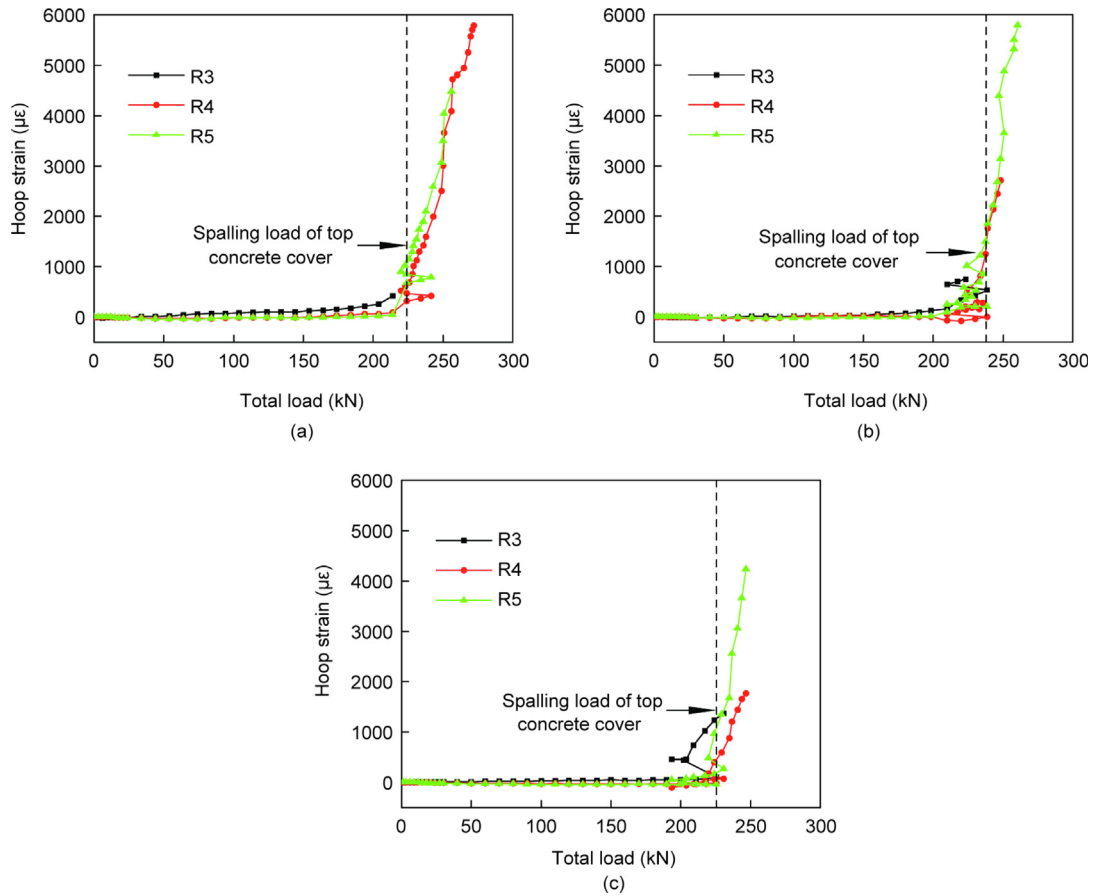 6000
5000
4000
3000
2000
1000
0
Hoop strain (με)
R3
R4
R5
Spalling load of top
concrete cover
0 50 100 150 200 250 300
Total load (kN)
(a)
6000
5000
4000
3000
2000
1000
0
Hoop strain (με)
R3
R4
R5
Spalling load of top
concrete cover
0 50 100 150 200 250 300
Total load (kN)
(b)
6000
5000
4000
3000
2000
1000
0
Hoop strain (με)
R3
R4
R5
Spalling load of top
concrete cover
0 50 100 150 200 250 300
Total load (kN)
(c)